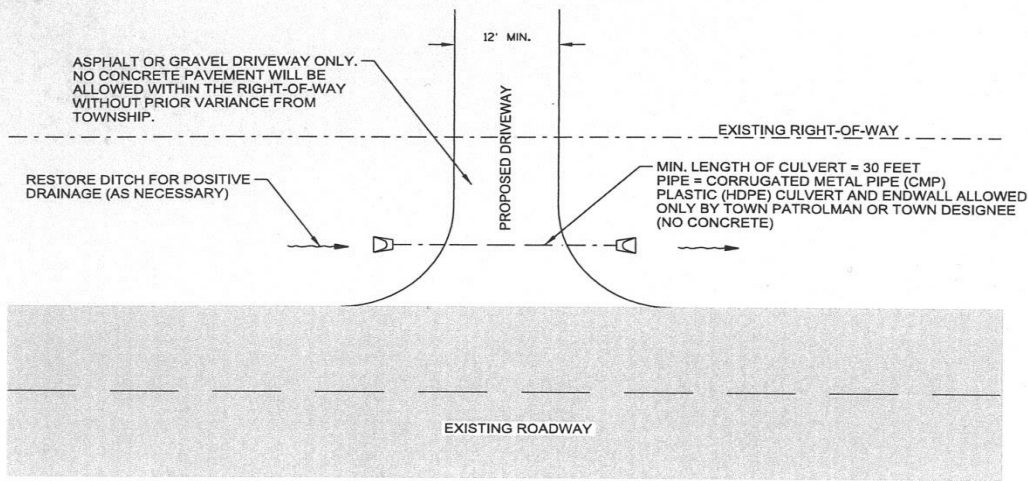 12' MIN.
ASPHALT OR GRAVEL DRIVEWAY ONLY.
NO CONCRETE PAVEMENT WILL BE
ALLOWED WITHIN THE RIGHT-OF-WAY
WITHOUT PRIOR VARIANCE FROM
TOWNSHIP.
PROPOSED DRIVEWAY
EXISTING RIGHT-OF-WAY
RESTORE DITCH FOR POSITIVE
DRAINAGE (AS NECESSARY)
MIN. LENGTH OF CULVERT = 30 FEET
PIPE = CORRUGATED METAL PIPE (CMP)
PLASTIC (HDPE) CULVERT AND ENDWALL ALLOWED
ONLY BY TOWN PATROLMAN OR TOWN DESIGNEE
(NO CONCRETE)
EXISTING ROADWAY